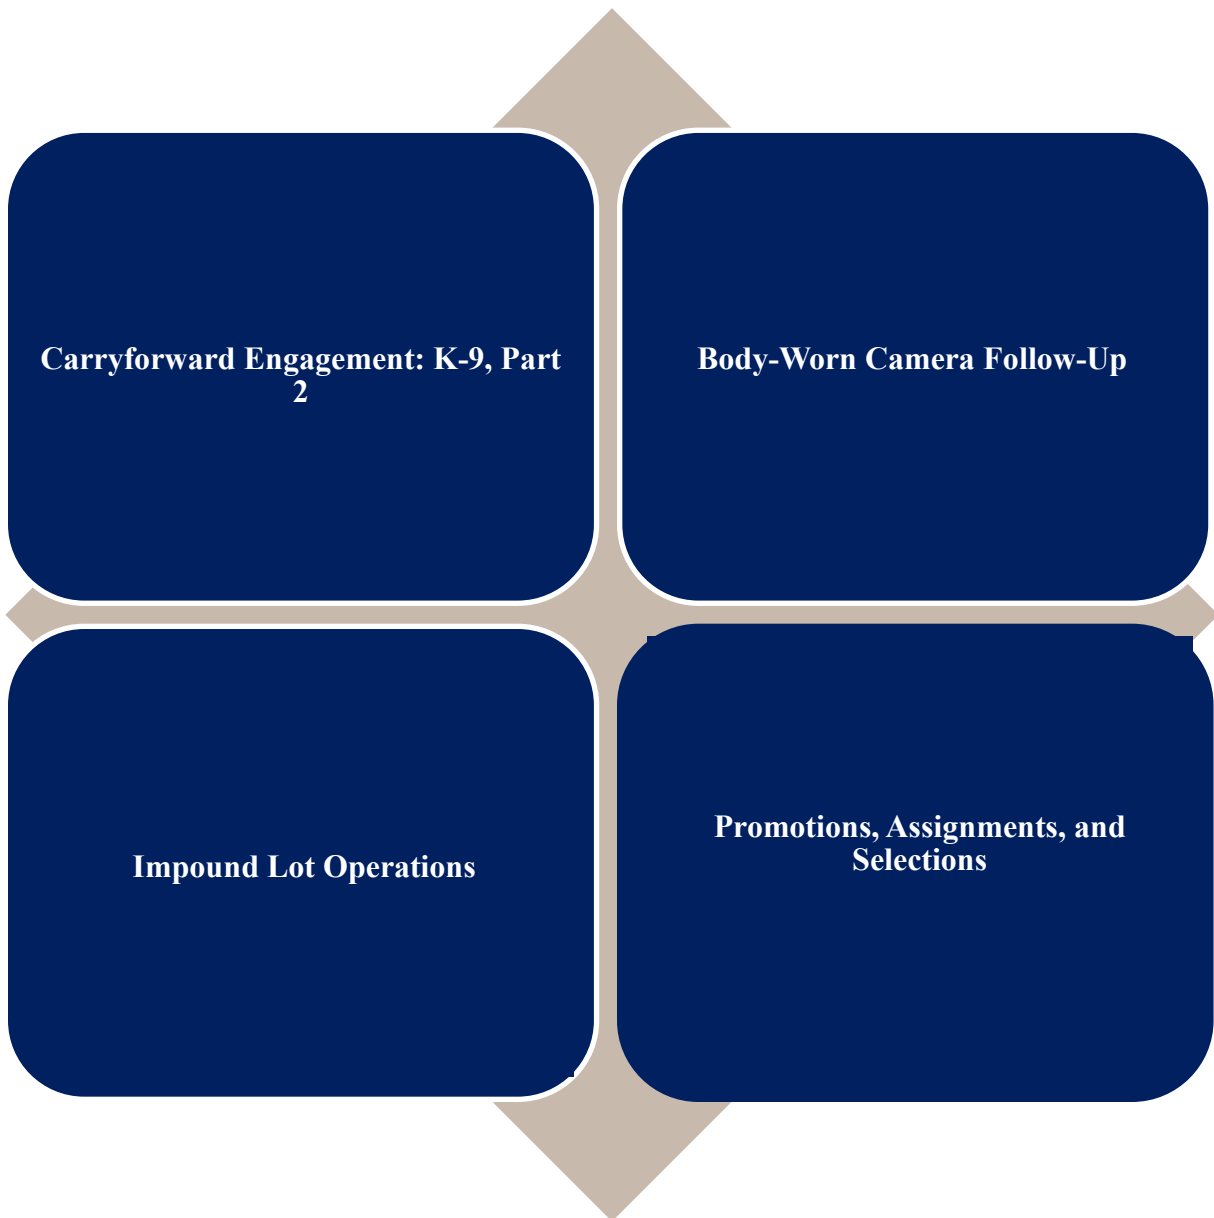 Carryforward Engagement: K-9, Part
2
Body-Worn Camera Follow-Up
Impound Lot Operations
Promotions, Assignments, and
Selections